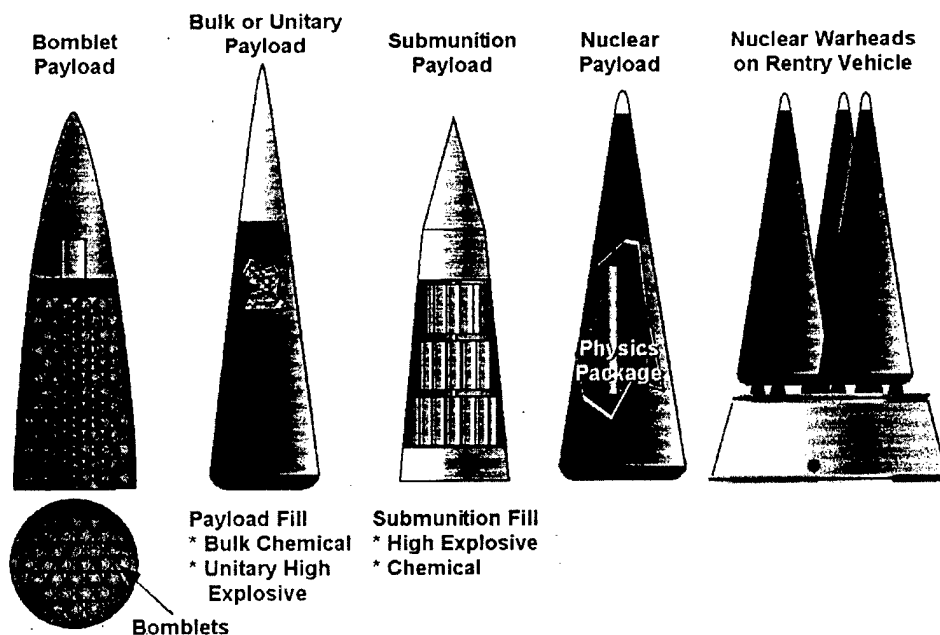 Bomblet
Payload
Bulk or Unitary
Payload
Submunition
Payload
Nuclear
Payload
Nuclear Warheads
on Rentry Vehicle
Physics
Package
Payload Fill
* Bulk Chemical
* Unitary High
Explosive
Submunition Fill
* High Explosive
* Chemical
Bomblets